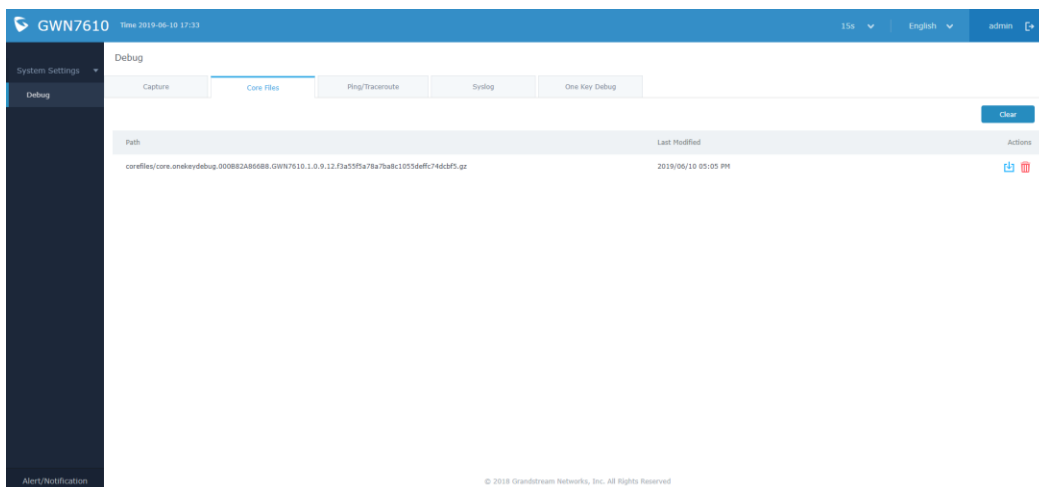 GWN7610 Time 2019-06-10 17:33 15s English admin
System Settings
Debug
Debug
Capture Core Files Ping/Traceroute Syslog One Key Debug
Clear
Path Last Modified Actions
corefiles/core.onekeydebug.000B82A866B8.GWN7610.1.0.9.12.f3a55f5a78a7ba8c1055deffc74dcbf5.gz 2019/06/10 05:05 PM
Alert/Notification
© 2018 Grandstream Networks, Inc. All Rights Reserved